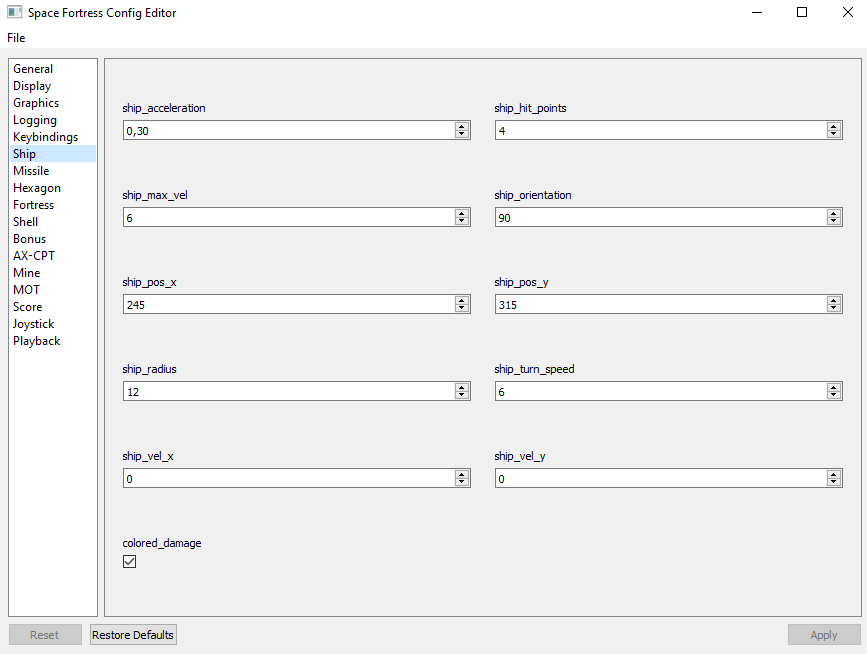 Space Fortress Config Editor
File
General
Display
Graphics
Logging
Keybindings
Ship
Missile
Hexagon
Fortress
Shell
Bonus
AX-CPT
Mine
MOT
Score
Joystick
Playback
ship_acceleration
0,30
ship_hit_points
4
ship_max_vel
6
ship_orientation
90
ship_pos_x
245
ship_pos_y
315
ship_radius
12
ship_turn_speed
6
ship_vel_x
0
ship_vel_y
0
colored_damage
Reset
Restore Defaults
Apply